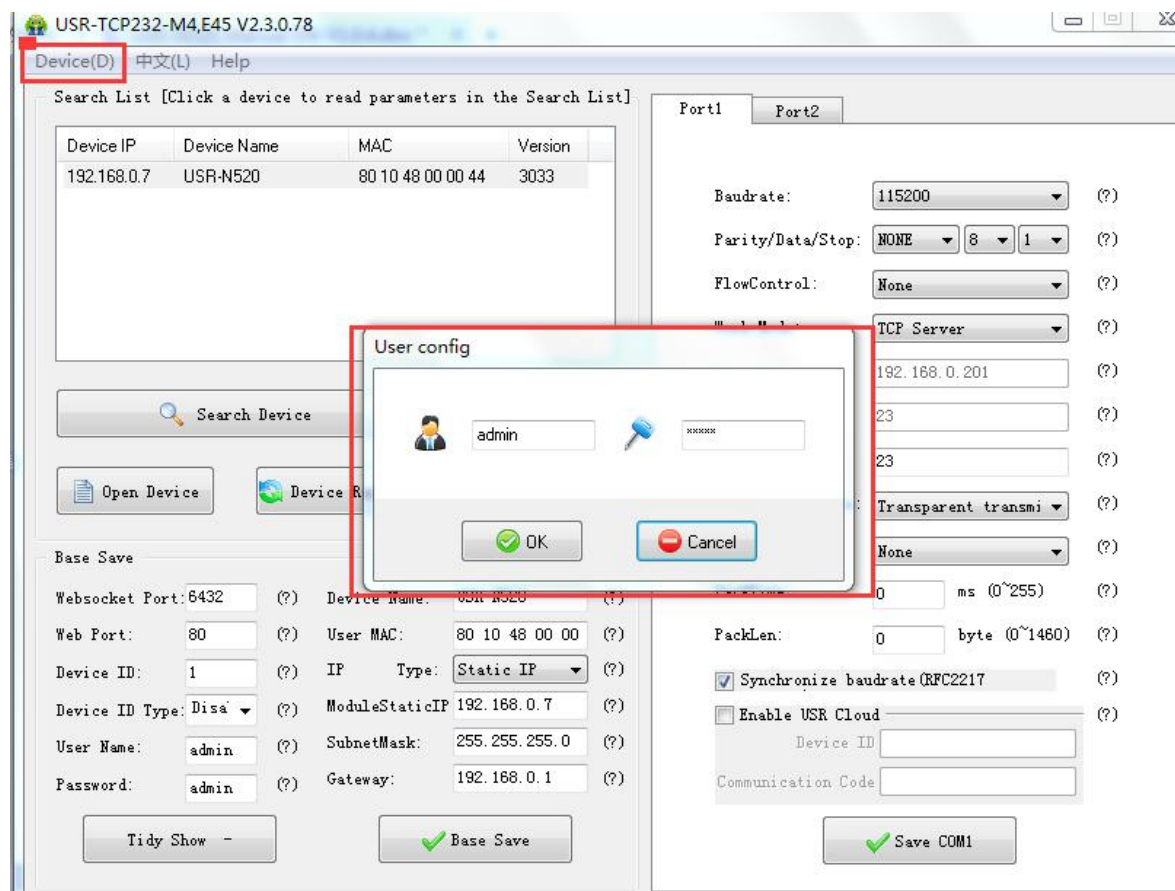 USR-TCP232-M4,E45 V2.3.0.78
Device(D) 中文(L) Help
Search List [Click a device to read parameters in the Search List]
Device IP Device Name MAC Version
192.168.0.7 USR-N520 80 10 48 00 00 44 3033
Search Device
Open Device Device R
Base Save
Websocket Port: 6432 (?) Device Name: USR-N520 (?)
Web Port: 80 (?) User MAC: 80 10 48 00 00 (?)
Device ID: 1 (?) IP Type: Static IP (?)
Device ID Type: Disa (?) ModuleStaticIP 192.168.0.7 (?)
User Name: admin (?) SubnetMask: 255.255.255.0 (?)
Password: admin (?) Gateway: 192.168.0.1 (?)
Tidy Show - Base Save
User config
admin *****
OK Cancel
Port1 Port2
Baudrate: 115200 (?)
Parity/Data/Stop: NONE 8 1 (?)
FlowControl: None (?)
TCP Server (?)
192.168.0.201 (?)
23 (?)
23 (?)
: Transparent transmi (?)
None (?)
0 ms (0~255) (?)
PackLen: 0 byte (0~1460) (?)
Synchronize baudrate(RFC2217 (?)
Enable USR Cloud (?)
Device ID
Communication Code
Save COM1